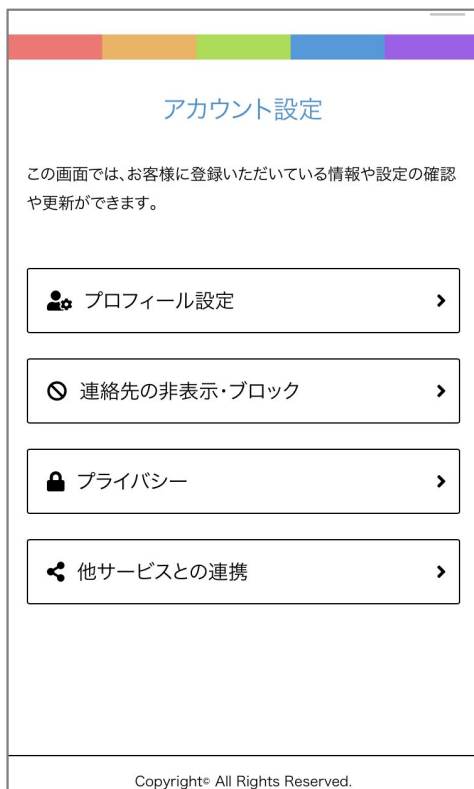 アカウント設定
この画面では、お客様に登録いただいている情報や設定の確認
や更新ができます。
プロフィール設定
連絡先の非表示・ブロック
プライバシー
他サービスとの連携
Copyright© All Rights Reserved.